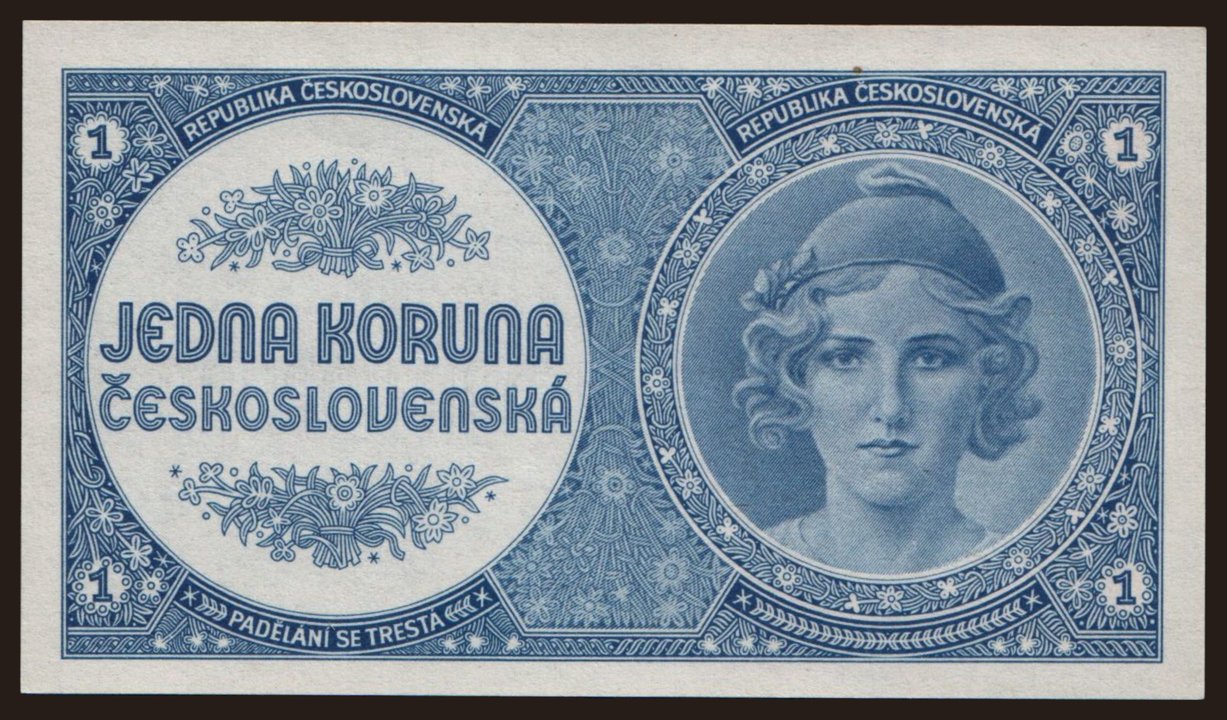 REPUBLIKA ČESKOSLOVENSKÁ
REPUBLIKA ČESKOSLOVENSKÁ
1
1
JEDNA KORUNA
ČESKOSLOVENSKÁ
1
1
PADĚLÁNÍ SE TRESTÁ